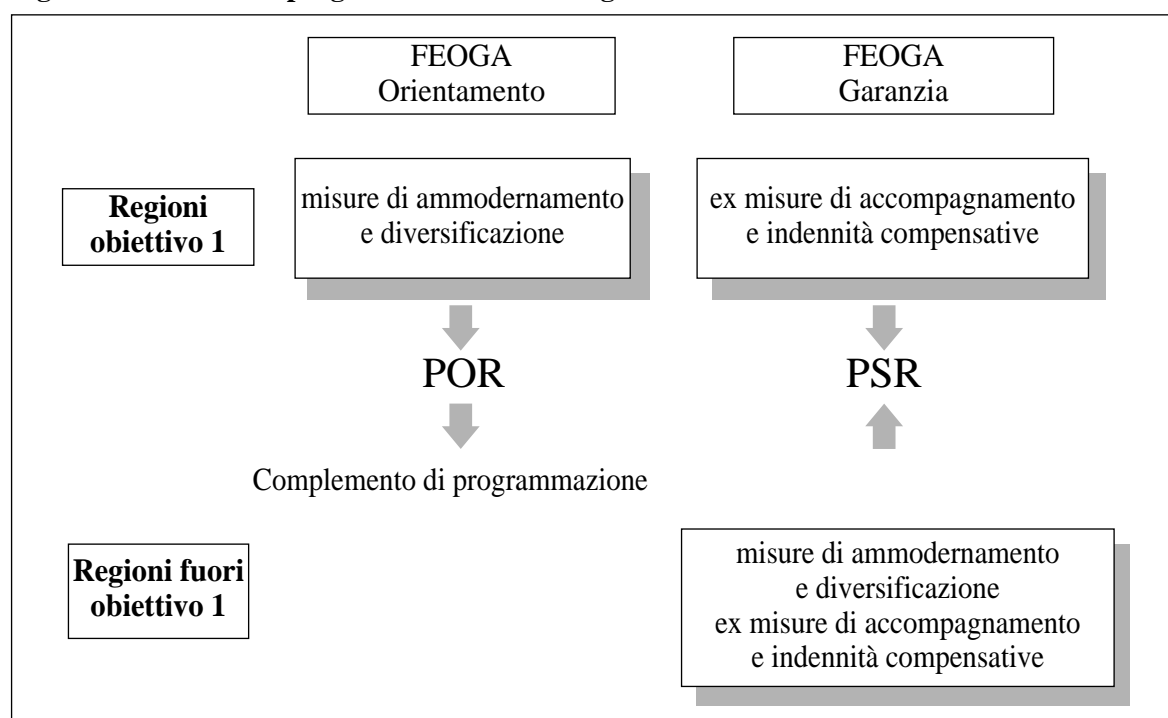 FEOGA
Orientamento
FEOGA
Garanzia
Regioni
obiettivo 1
misure di ammodernamento
e diversificazione
ex misure di accompagnamento
e indennità compensative
POR
PSR
Complemento di programmazione
Regioni fuori
obiettivo 1
misure di ammodernamento
e diversificazione
ex misure di accompagnamento
e indennità compensative